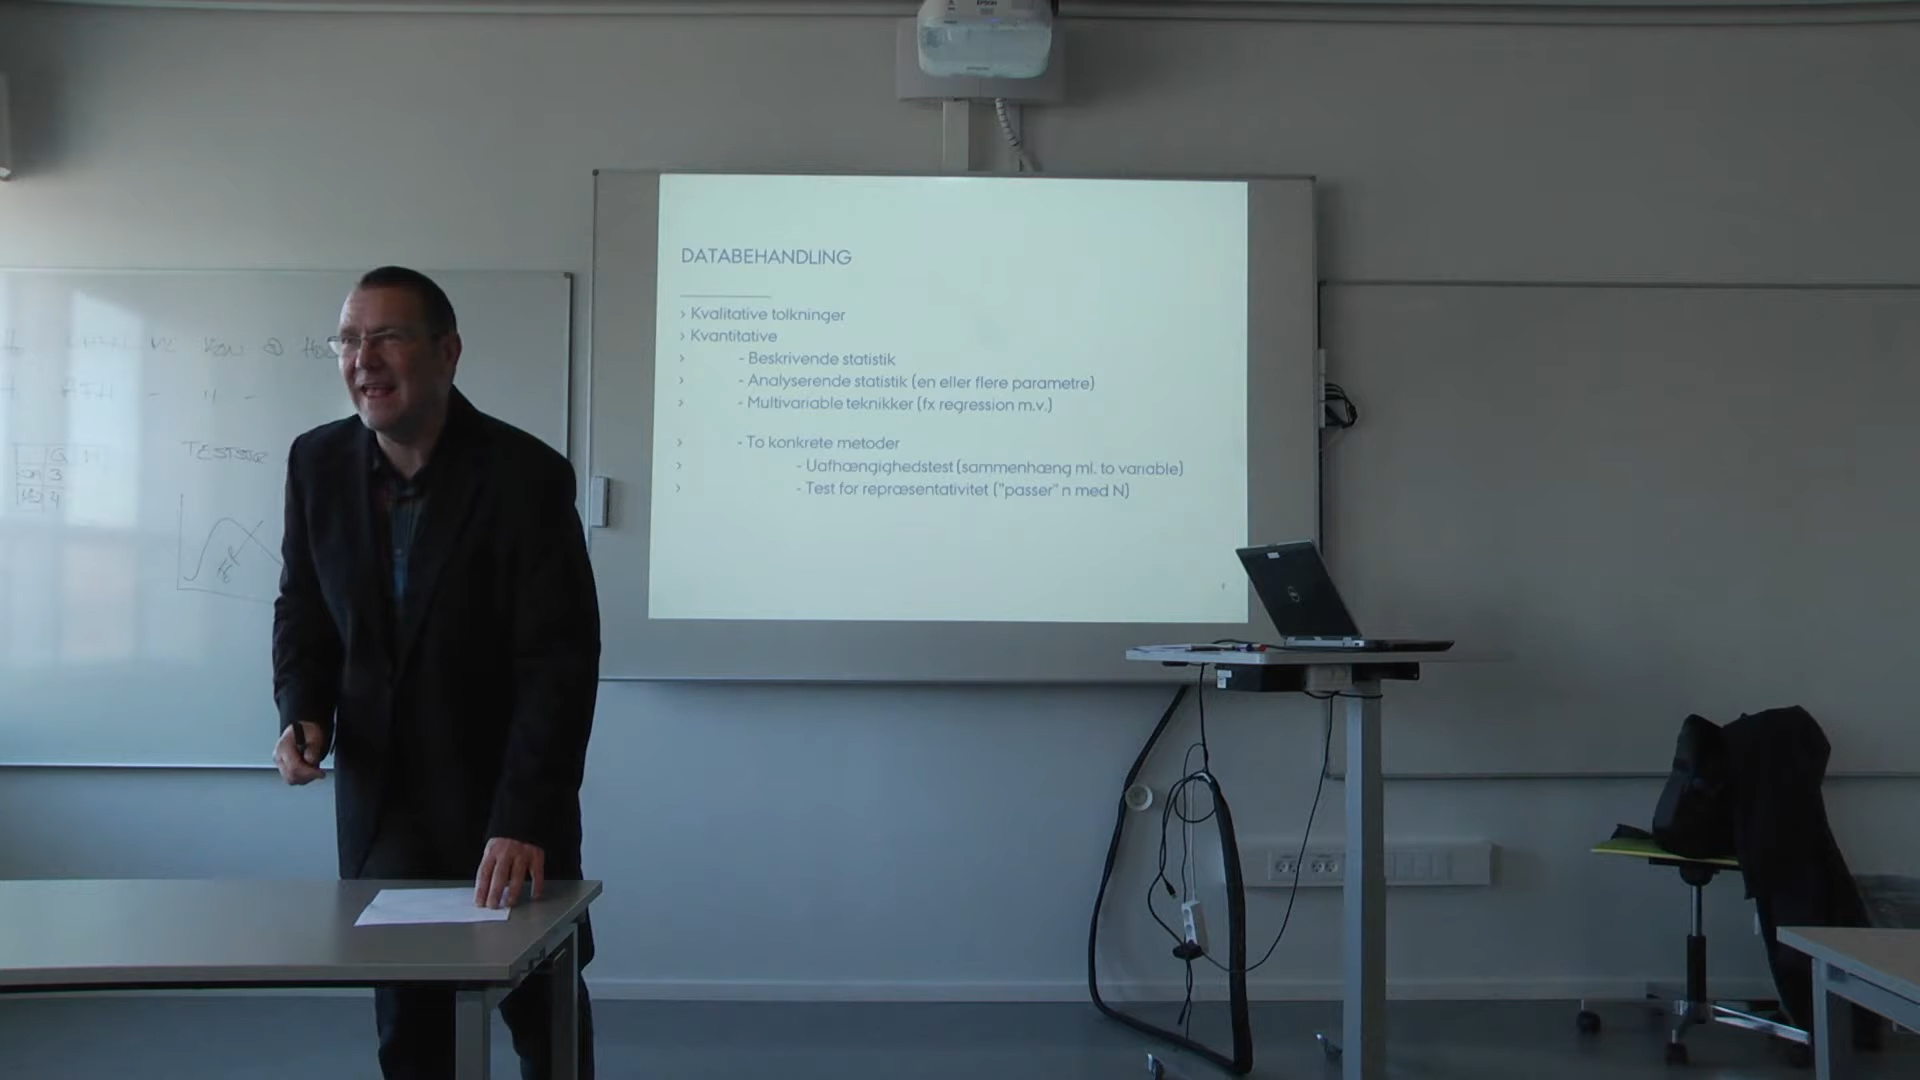 EPSON
DATABEHANDLING
› Kvalitative tolkninger
› Kvantitative
› - Beskrivende statistik
› - Analyserende statistik (en eller flere parametre)
› - Multivariable teknikker (fx regression m.v.)
› - To konkrete metoder
› - Uafhængighedstest (sammenhæng ml. to variable)
› - Test for repræsentativitet ("passer" n med N)